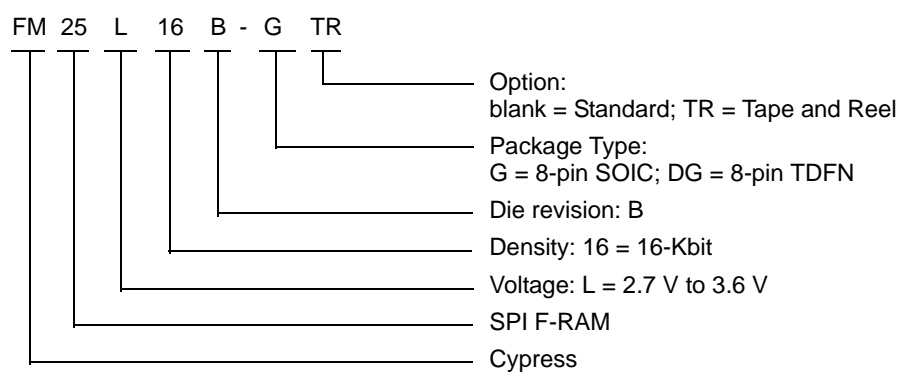 FM 25 L 16 B - G TR
Option:
blank = Standard; TR = Tape and Reel
Package Type:
G = 8-pin SOIC; DG = 8-pin TDFN
Die revision: B
Density: 16 = 16-Kbit
Voltage: L = 2.7 V to 3.6 V
SPI F-RAM
Cypress